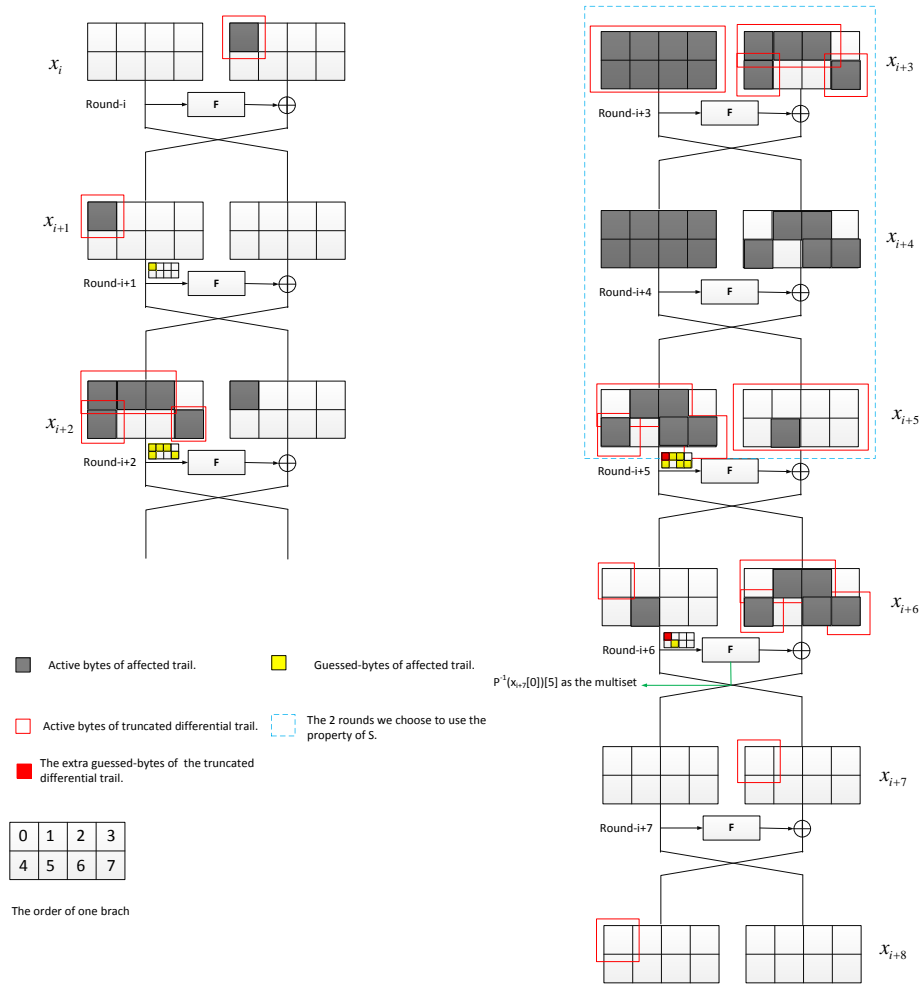 x_i
Round-i
F
x_{i+1}
Round-i+1
F
x_{i+2}
Round-i+2
F
x_{i+3}
Round-i+3
F
x_{i+4}
Round-i+4
F
x_{i+5}
Round-i+5
F
x_{i+6}
Round-i+6
F
P⁻¹(x_{i+7}[0])[5] as the multiset
x_{i+7}
Round-i+7
F
x_{i+8}
Active bytes of affected trail.
Guessed-bytes of affected trail.
Active bytes of truncated differential trail.
The 2 rounds we choose to use the
property of S.
The extra guessed-bytes of the truncated
differential trail.
0 1 2 3
4 5 6 7
The order of one brach